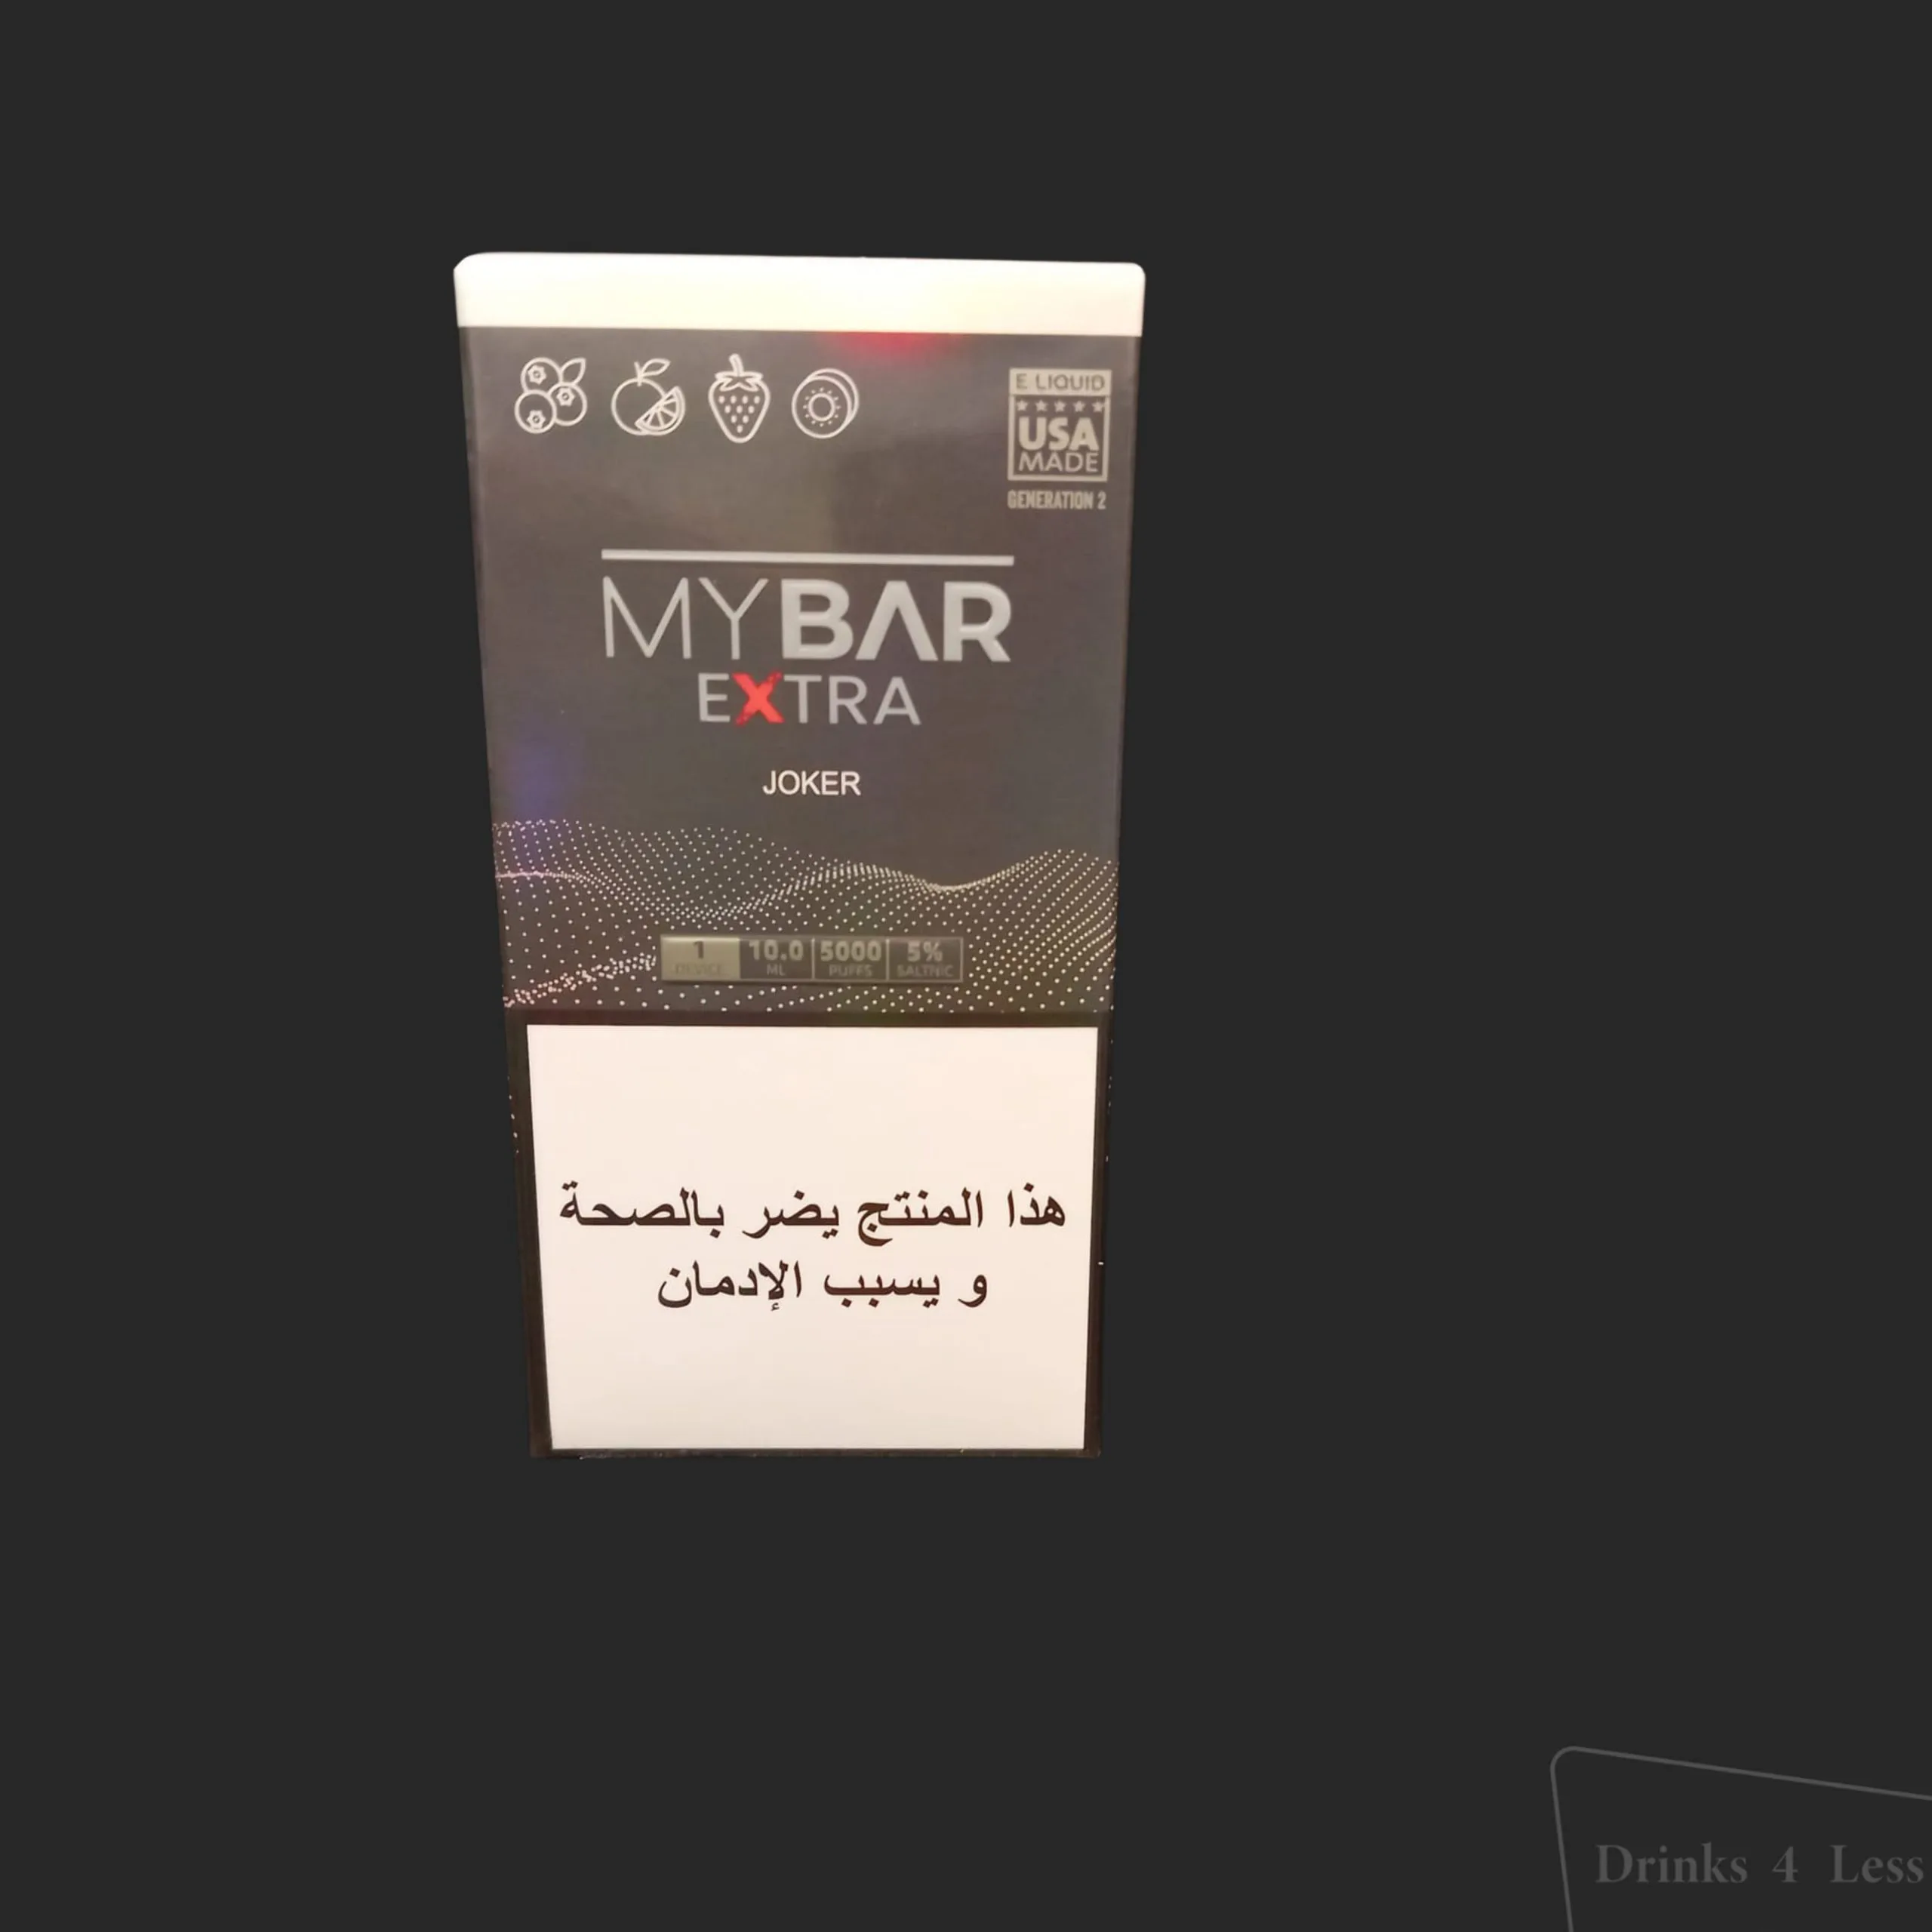 E LIQUID
USA
MADE
GENERATION 2
MYBAR
EXTRA
JOKER
1 10.0 5000 5%
DEVICE ML PUFFS SALTNIC
هذا المنتج يضر بالصحة
و يسبب الإدمان
Drinks 4 Less